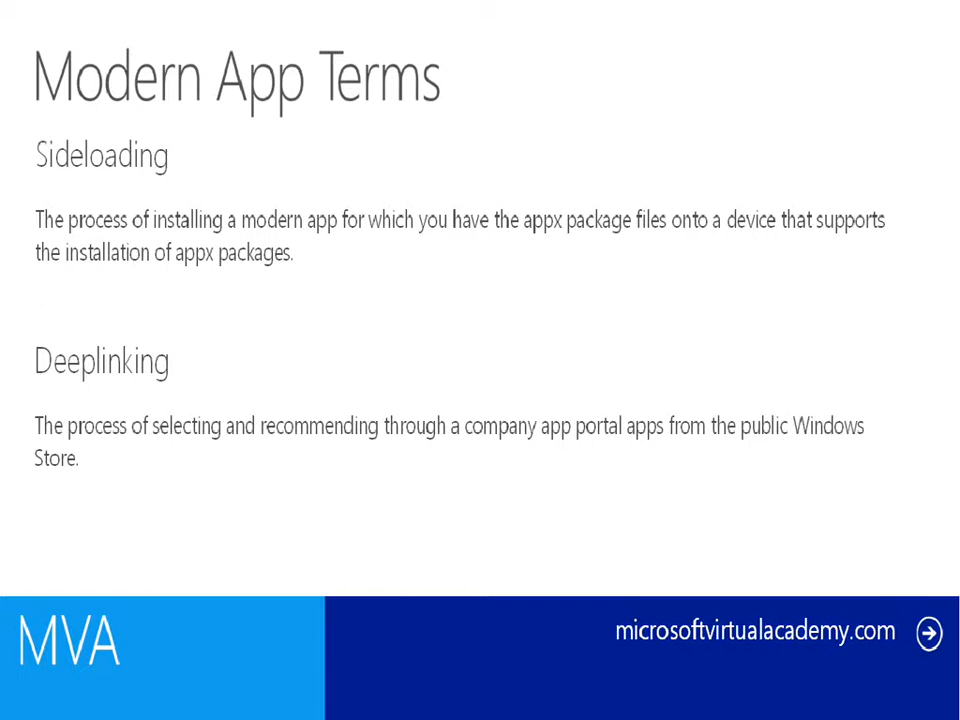 Modern App Terms
Sideloading
The process of installing a modern app for which you have the appx package files onto a device that supports
the installation of appx packages.
Deeplinking
The process of selecting and recommending through a company app portal apps from the public Windows
Store.
MVA
microsoftvirtualacademy.com